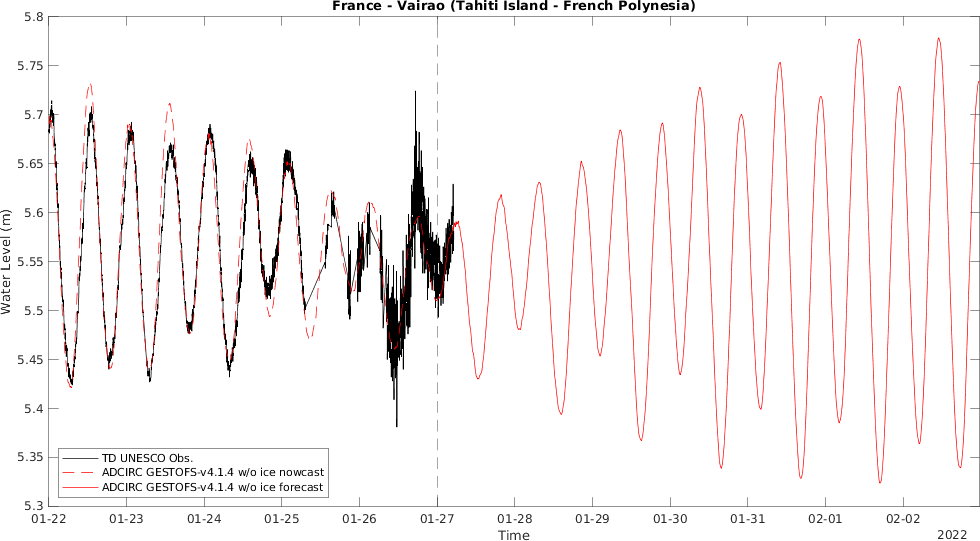 France - Vairao (Tahiti Island - French Polynesia)
5.8
5.75
5.7
5.65
5.6
5.55
5.5
5.45
5.4
5.35
5.3
Water Level (m)
TD UNESCO Obs.
ADCIRC GESTOFS-v4.1.4 w/o ice nowcast
ADCIRC GESTOFS-v4.1.4 w/o ice forecast
01-22 01-23 01-24 01-25 01-26 01-27 01-28 01-29 01-30 01-31 02-01 02-02
Time
2022